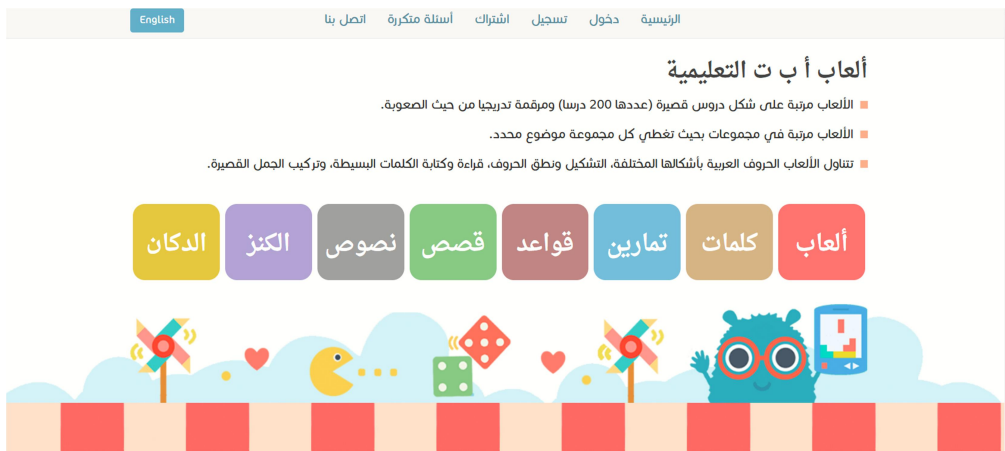 الرئيسية دخول تسجيل اشتراك أسئلة متكررة اتصل بنا English
ألعاب أ ب ت التعليمية
الألعاب مرتبة على شكل دروس قصيرة (عددها 200 درسا) ومرقمة تدريجيا من حيث الصعوبة.
الألعاب مرتبة في مجموعات بحيث تغطي كل مجموعة موضوع محدد.
تتناول الألعاب الحروف العربية بأشكالها المختلفة، التشكيل ونطق الحروف، قراءة وكتابة الكلمات البسيطة، وتركيب الجمل القصيرة.
ألعاب كلمات تمارين قواعد قصص نصوص الكنز الدكان